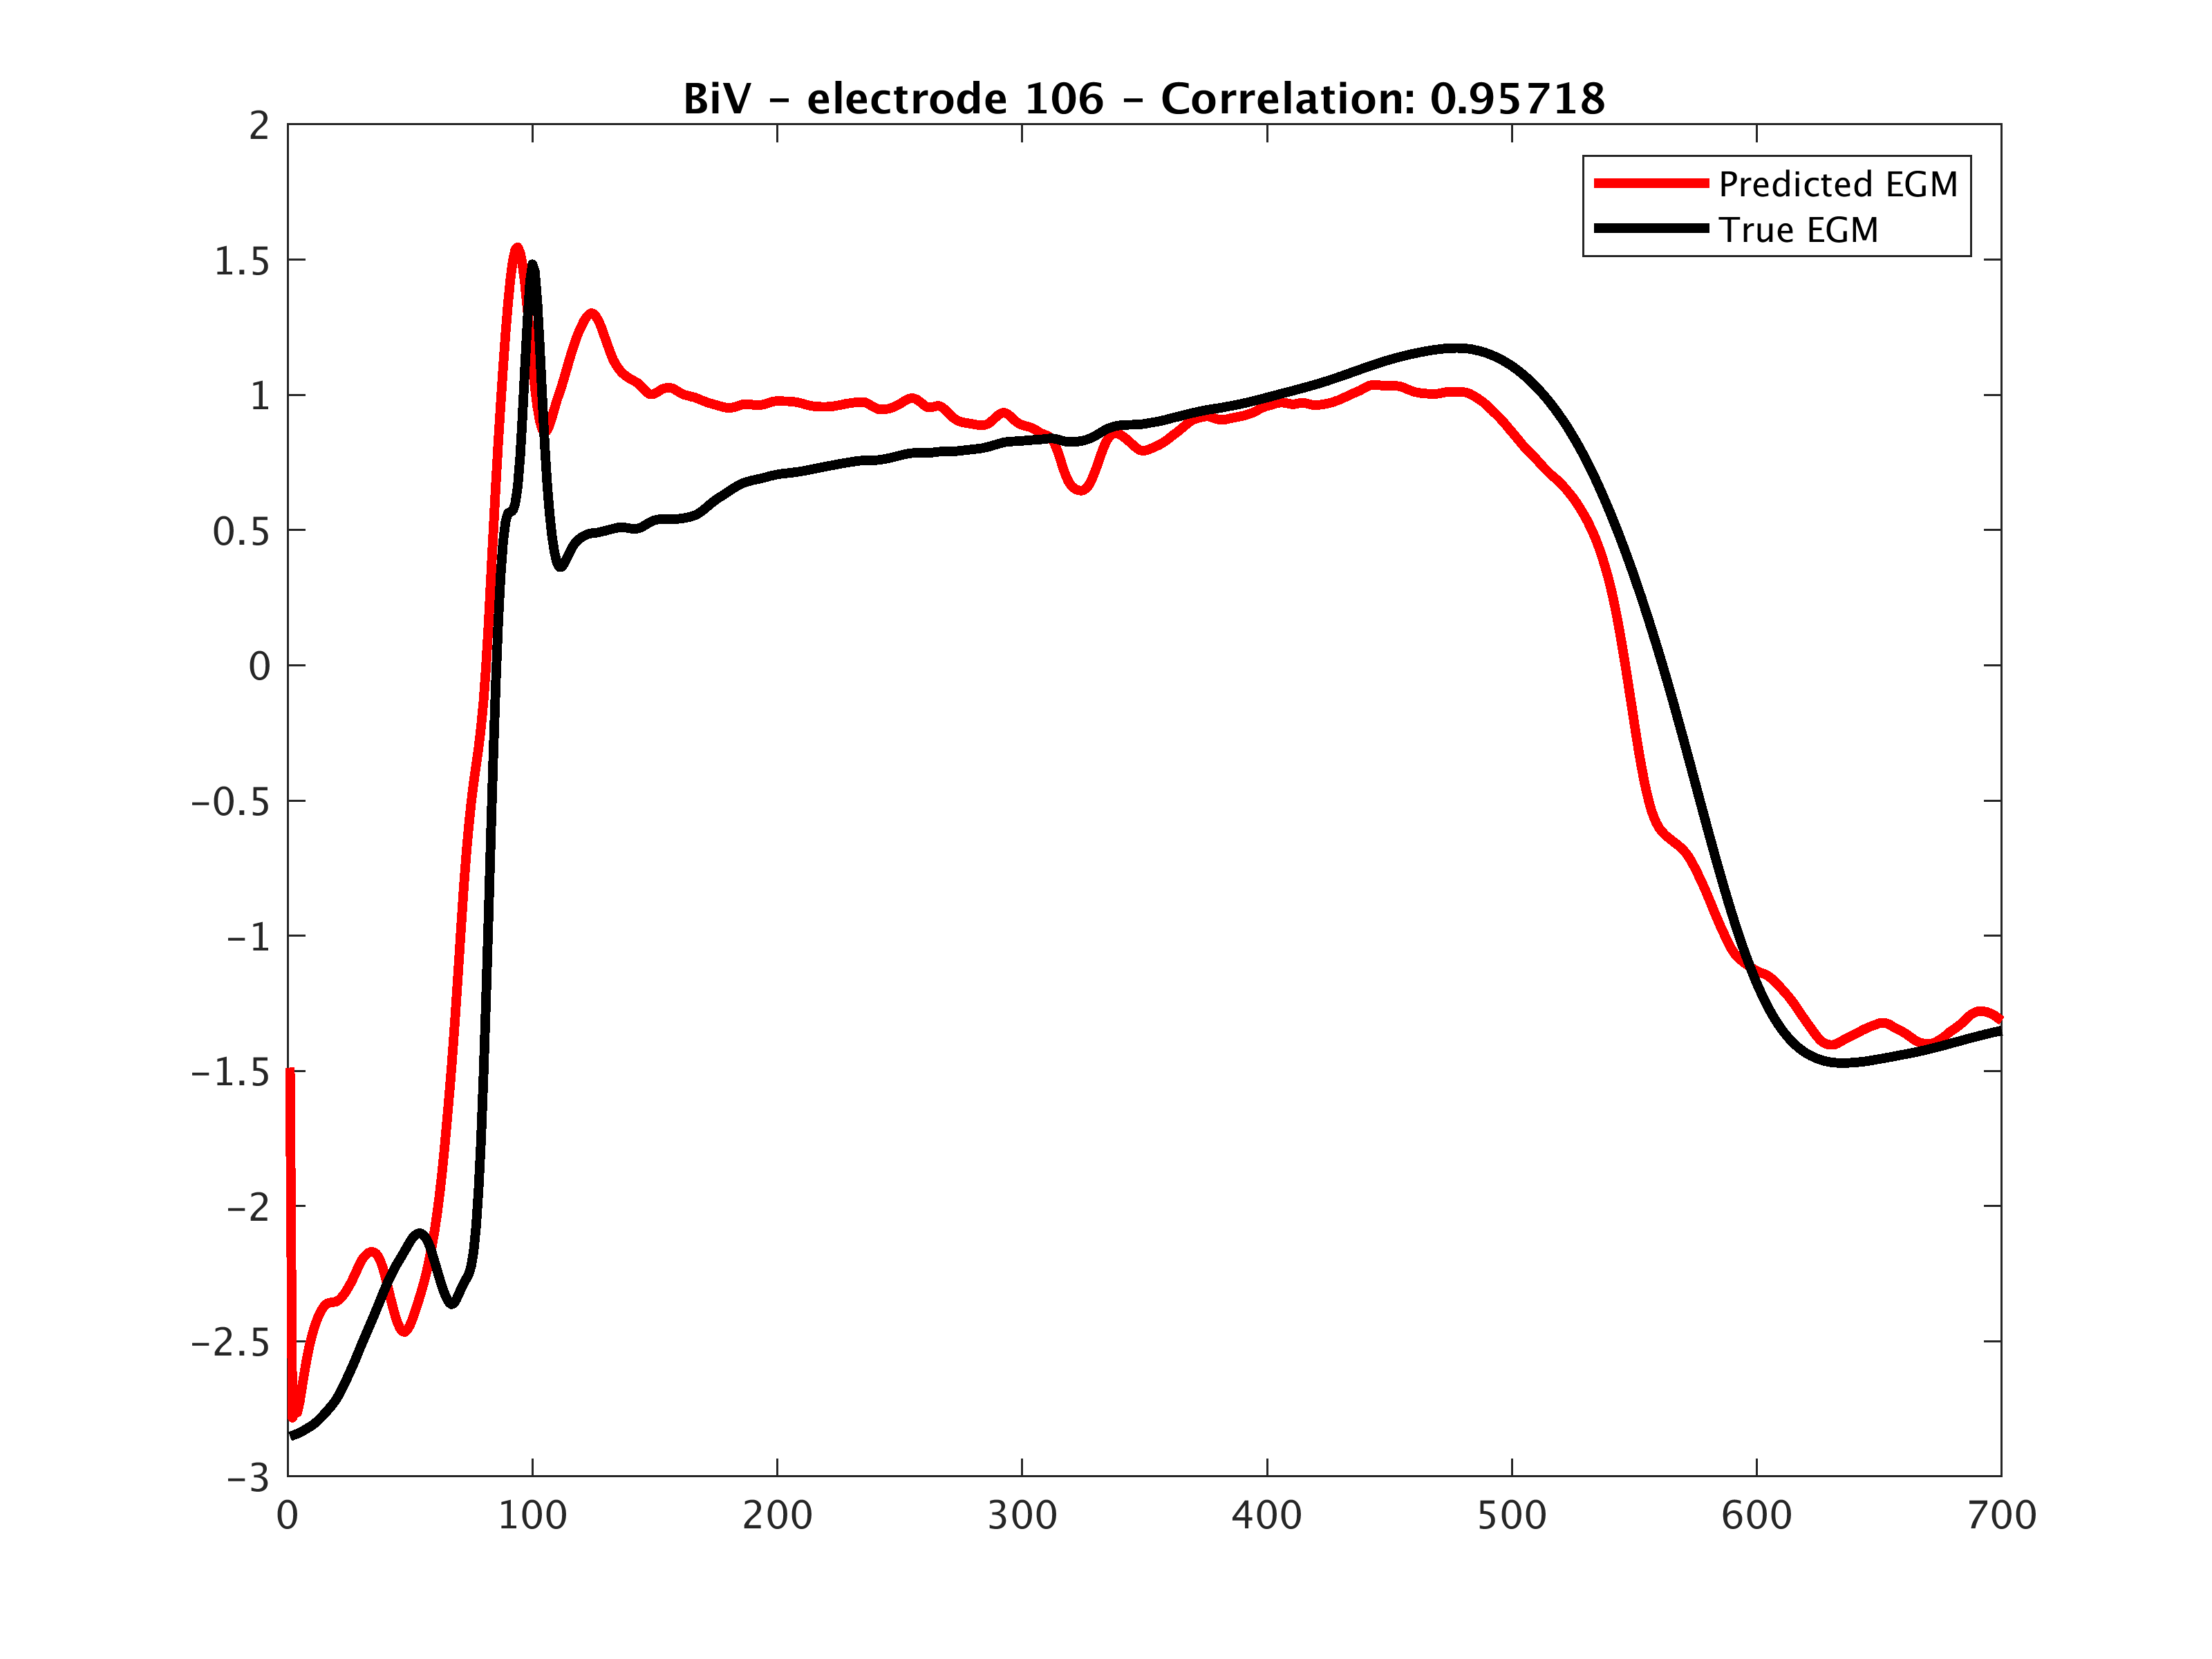 BiV – electrode 106 – Correlation: 0.95718
Predicted EGM
True EGM
2
1.5
1
0.5
0
−0.5
−1
−1.5
−2
−2.5
−3
0 100 200 300 400 500 600 700